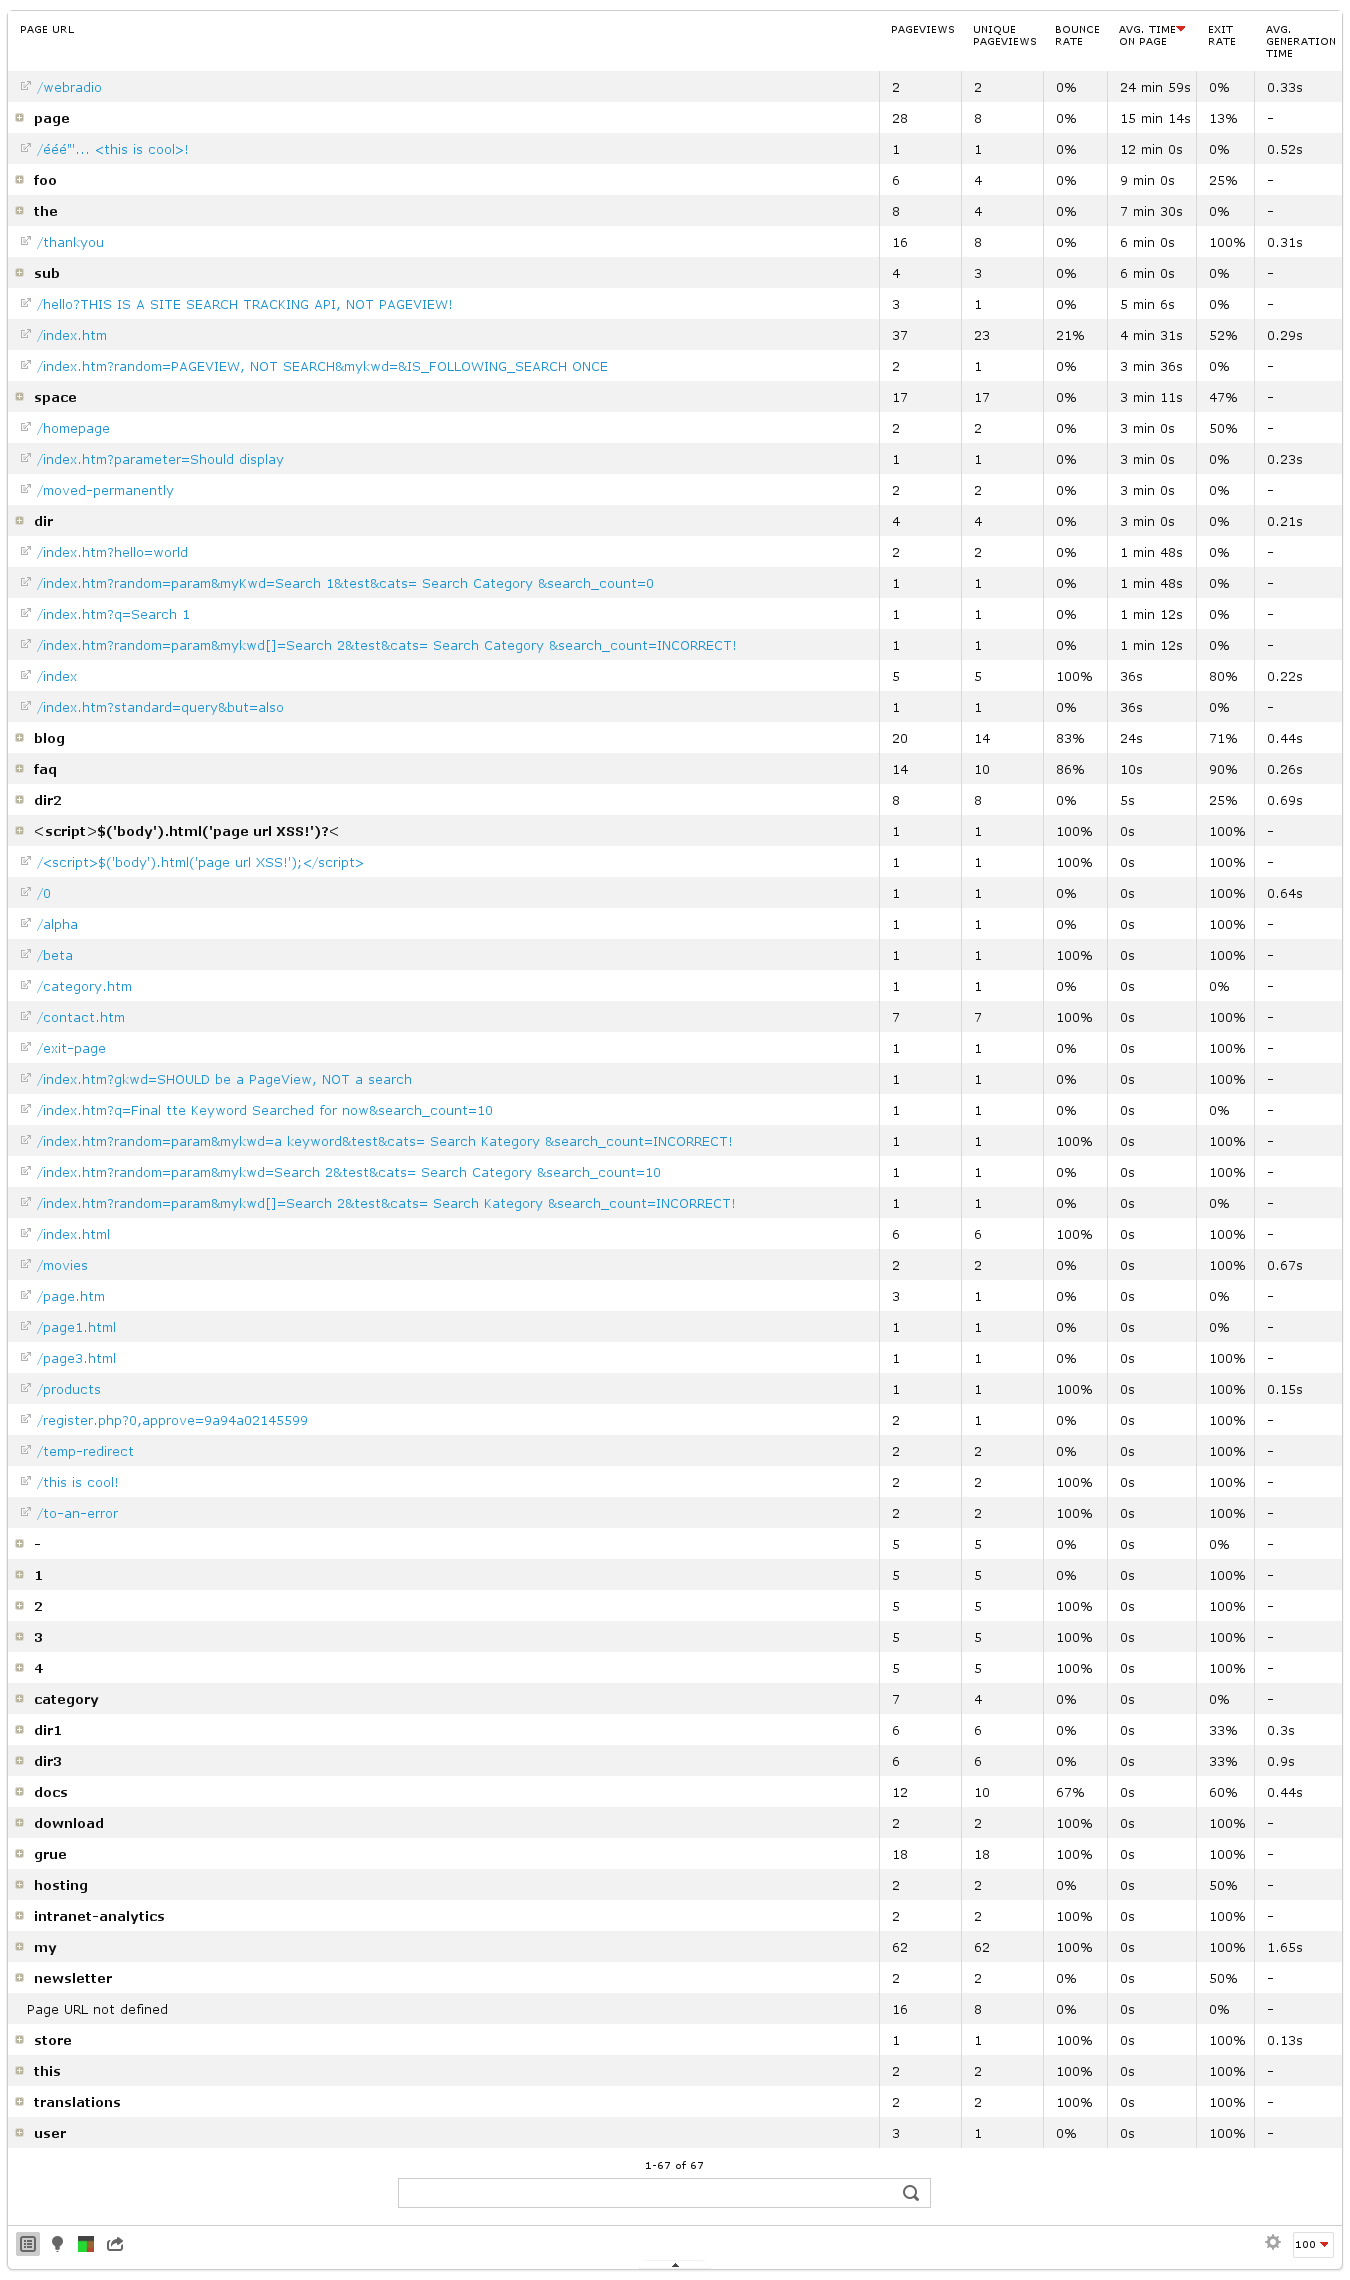 PAGE URL PAGEVIEWS UNIQUE PAGEVIEWS BOUNCE RATE AVG. TIME ON PAGE EXIT RATE AVG. GENERATION TIME
/webradio 2 2 0% 24 min 59s 0% 0.33s
page 28 8 0% 15 min 14s 13% -
/ééé"'... <this is cool>! 1 1 0% 12 min 0s 0% 0.52s
foo 6 4 0% 9 min 0s 25% -
the 8 4 0% 7 min 30s 0% -
/thankyou 16 8 0% 6 min 0s 100% 0.31s
sub 4 3 0% 6 min 0s 0% -
/hello?THIS IS A SITE SEARCH TRACKING API, NOT PAGEVIEW! 3 1 0% 5 min 6s 0% -
/index.htm 37 23 21% 4 min 31s 52% 0.29s
/index.htm?random=PAGEVIEW, NOT SEARCH&mykwd=&IS_FOLLOWING_SEARCH ONCE 2 1 0% 3 min 36s 0% -
space 17 17 0% 3 min 11s 47% -
/homepage 2 2 0% 3 min 0s 50% -
/index.htm?parameter=Should display 1 1 0% 3 min 0s 0% 0.23s
/moved-permanently 2 2 0% 3 min 0s 0% -
dir 4 4 0% 3 min 0s 0% 0.21s
/index.htm?hello=world 2 2 0% 1 min 48s 0% -
/index.htm?random=param&myKwd=Search 1&test&cats= Search Category &search_count=0 1 1 0% 1 min 48s 0% -
/index.htm?q=Search 1 1 1 0% 1 min 12s 0% -
/index.htm?random=param&mykwd[]=Search 2&test&cats= Search Category &search_count=INCORRECT! 1 1 0% 1 min 12s 0% -
/index 5 5 100% 36s 80% 0.22s
/index.htm?standard=query&but=also 1 1 0% 36s 0% -
blog 20 14 83% 24s 71% 0.44s
faq 14 10 86% 10s 90% 0.26s
dir2 8 8 0% 5s 25% 0.69s
<script>$('body').html('page url XSS!')?< 1 1 100% 0s 100% -
/<script>$('body').html('page url XSS!');</script> 1 1 100% 0s 100% -
/0 1 1 0% 0s 100% 0.64s
/alpha 1 1 0% 0s 100% -
/beta 1 1 100% 0s 100% -
/category.htm 1 1 0% 0s 0% -
/contact.htm 7 7 100% 0s 100% -
/exit-page 1 1 0% 0s 100% -
/index.htm?gkwd=SHOULD be a PageView, NOT a search 1 1 0% 0s 100% -
/index.htm?q=Final tte Keyword Searched for now&search_count=10 1 1 0% 0s 0% -
/index.htm?random=param&mykwd=a keyword&test&cats= Search Kategory &search_count=INCORRECT! 1 1 100% 0s 100% -
/index.htm?random=param&mykwd=Search 2&test&cats= Search Category &search_count=10 1 1 0% 0s 100% -
/index.htm?random=param&mykwd[]=Search 2&test&cats= Search Kategory &search_count=INCORRECT! 1 1 0% 0s 0% -
/index.html 6 6 100% 0s 100% -
/movies 2 2 0% 0s 100% 0.67s
/page.htm 3 1 0% 0s 0% -
/page1.html 1 1 0% 0s 0% -
/page3.html 1 1 0% 0s 100% -
/products 1 1 100% 0s 100% 0.15s
/register.php?0,approve=9a94a02145599 2 1 0% 0s 100% -
/temp-redirect 2 2 0% 0s 100% -
/this is cool! 2 2 100% 0s 100% -
/to-an-error 2 2 100% 0s 100% -
- 5 5 0% 0s 0% -
1 5 5 0% 0s 100% -
2 5 5 100% 0s 100% -
3 5 5 100% 0s 100% -
4 5 5 100% 0s 100% -
category 7 4 0% 0s 0% -
dir1 6 6 0% 0s 33% 0.3s
dir3 6 6 0% 0s 33% 0.9s
docs 12 10 67% 0s 60% 0.44s
download 2 2 100% 0s 100% -
grue 18 18 100% 0s 100% -
hosting 2 2 0% 0s 50% -
intranet-analytics 2 2 100% 0s 100% -
my 62 62 100% 0s 100% 1.65s
newsletter 2 2 0% 0s 50% -
Page URL not defined 16 8 0% 0s 0% -
store 1 1 100% 0s 100% 0.13s
this 2 2 100% 0s 100% -
translations 2 2 100% 0s 100% -
user 3 1 0% 0s 100% -
1-67 of 67
100